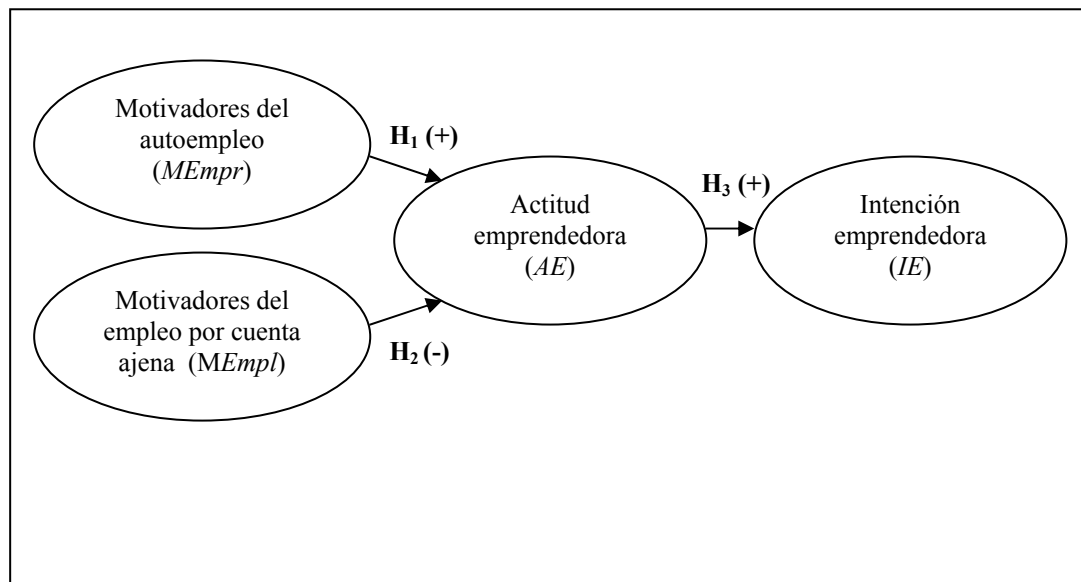 Motivadores del
autoempleo
(MEmpr)
H₁ (+)
Motivadores del
empleo por cuenta
ajena (MEmpl)
H₂ (-)
Actitud
emprendedora
(AE)
H₃ (+)
Intención
emprendedora
(IE)